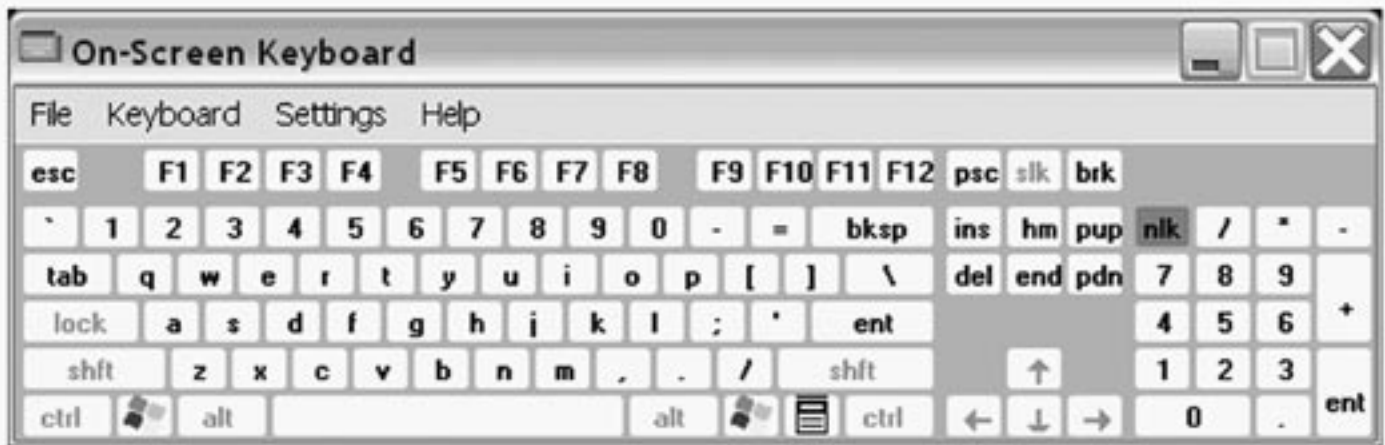 On-Screen Keyboard
File Keyboard Settings Help
esc F1 F2 F3 F4 F5 F6 F7 F8 F9 F10 F11 F12 psc slk brk
` 1 2 3 4 5 6 7 8 9 0 - = bksp ins hm pup nlk / * -
tab q w e r t y u i o p [ ] \ del end pdn 7 8 9 +
lock a s d f g h j k l ; ' ent 4 5 6
shft z x c v b n m , . / shft ↑ 1 2 3 ent
ctrl alt alt ctrl ← ↓ → 0 .